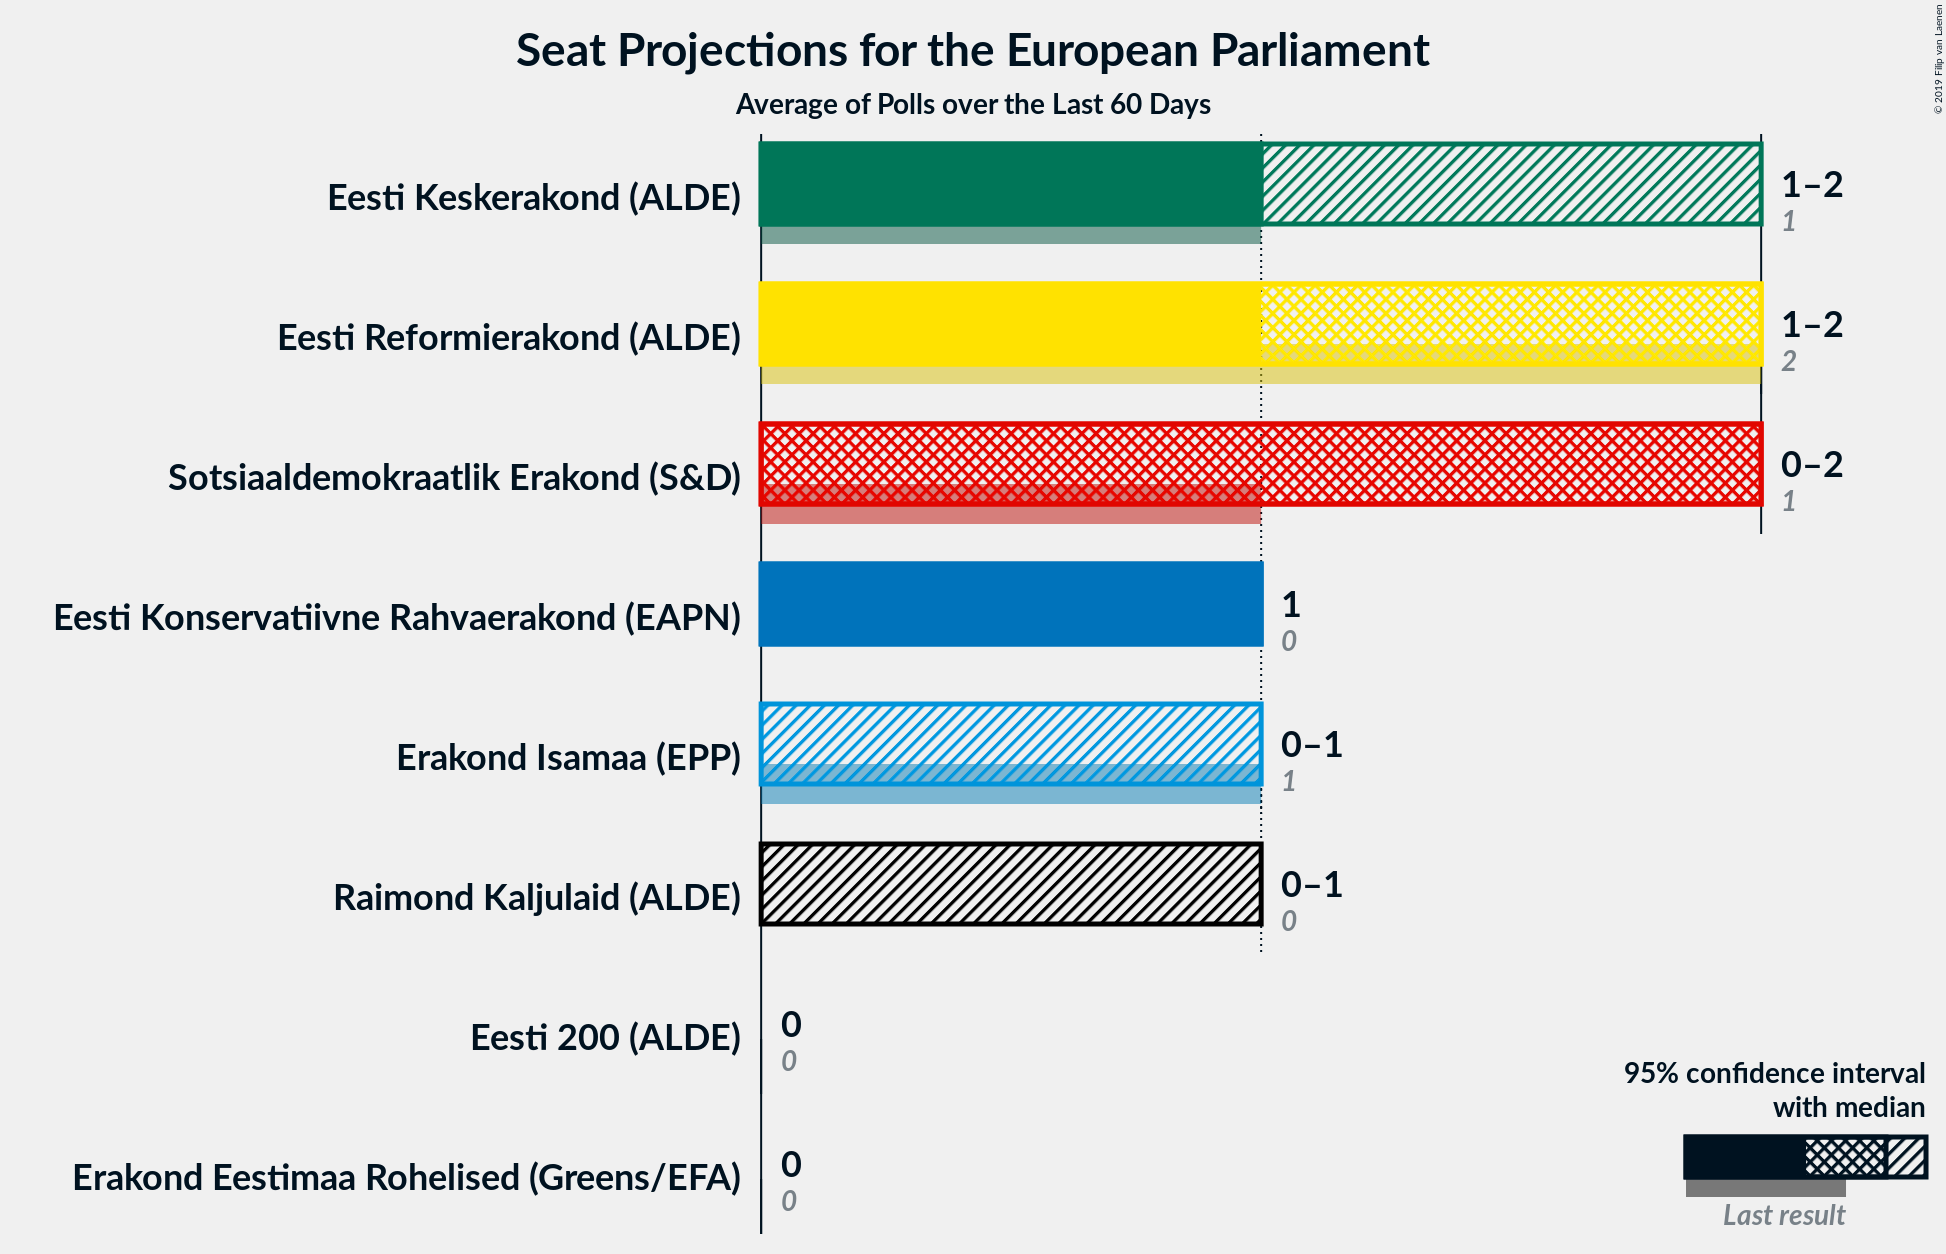 Seat Projections for the European Parliament
Average of Polls over the Last 60 Days
© 2019 Filip van Laenen
Eesti Keskerakond (ALDE)
1–2
1
Eesti Reformierakond (ALDE)
1–2
2
Sotsiaaldemokraatlik Erakond (S&D)
0–2
1
Eesti Konservatiivne Rahvaerakond (EAPN)
1
0
Erakond Isamaa (EPP)
0–1
1
Raimond Kaljulaid (ALDE)
0–1
0
Eesti 200 (ALDE)
0
0
Erakond Eestimaa Rohelised (Greens/EFA)
0
0
95% confidence interval
with median
Last result